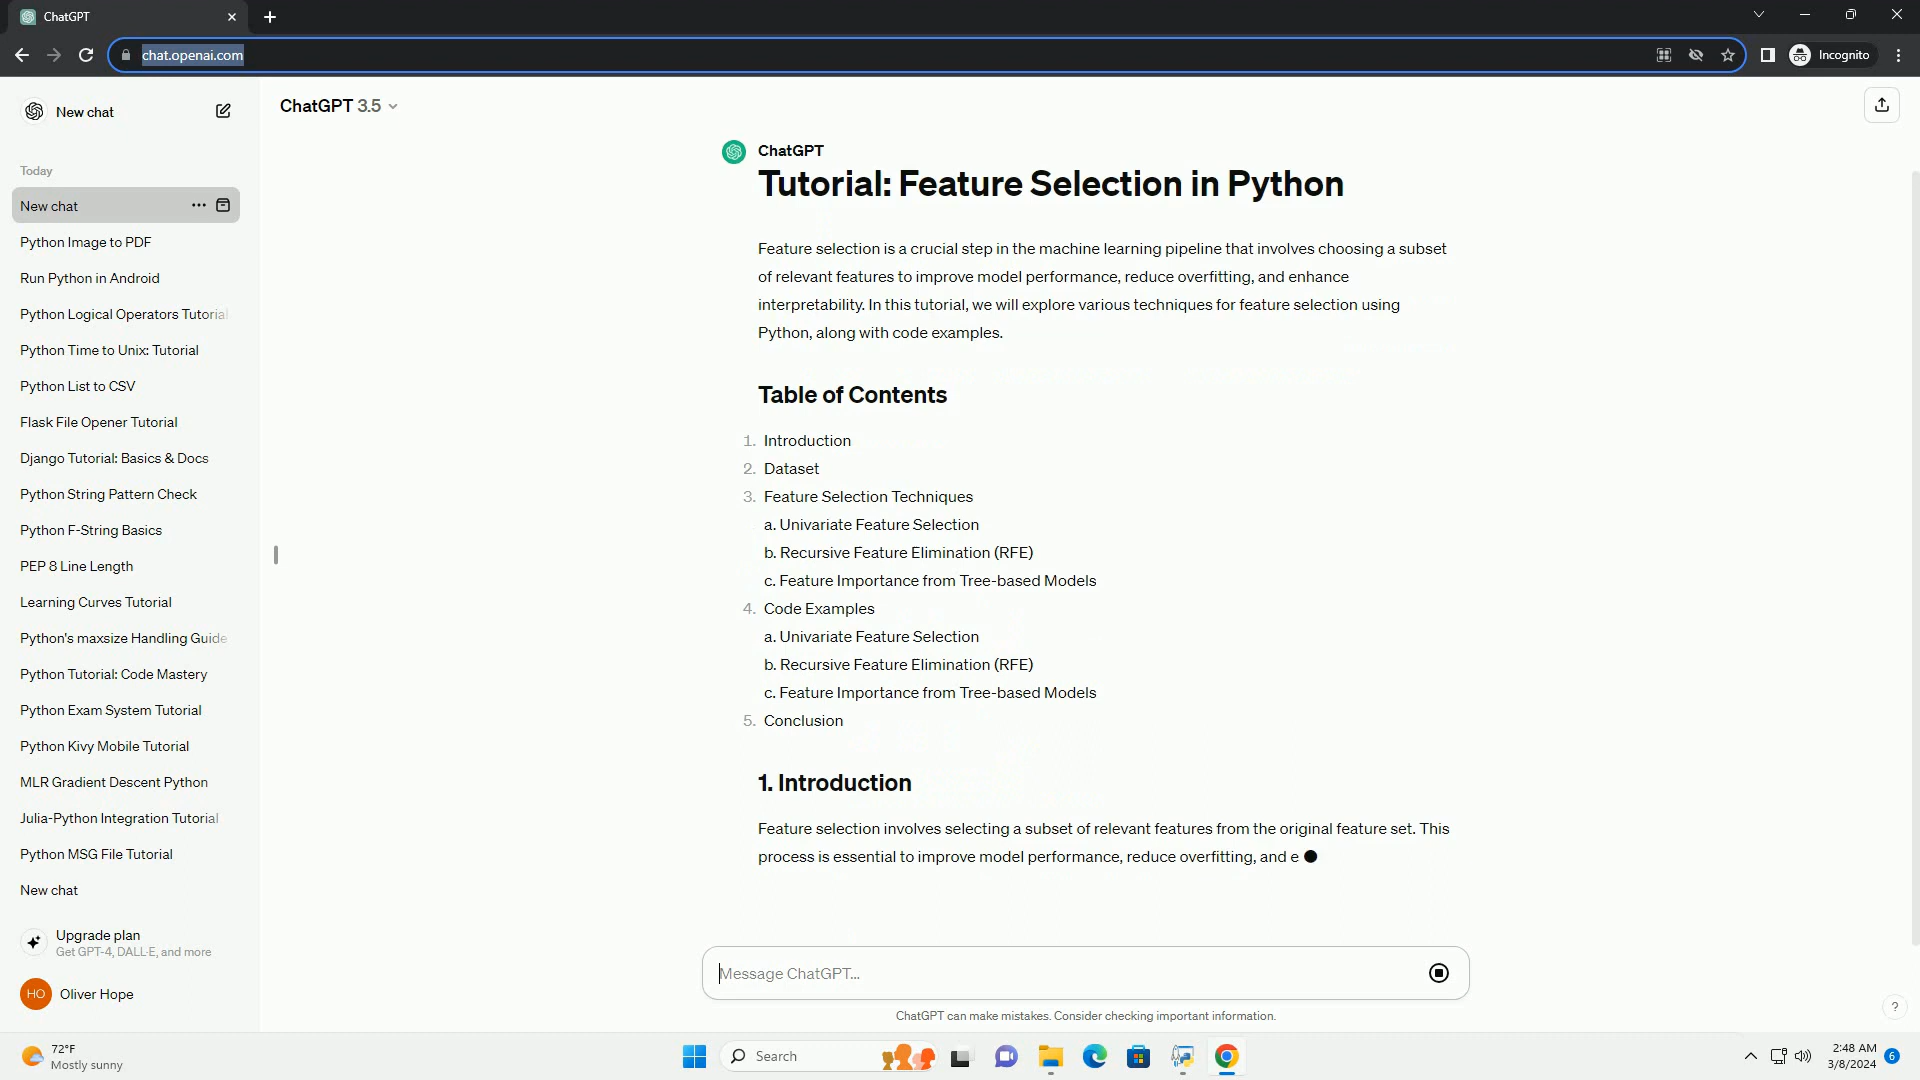 ChatGPT
chat.openai.com
Incognito
New chat
ChatGPT 3.5
Today
New chat
Python Image to PDF
Run Python in Android
Python Logical Operators Tutorial
Python Time to Unix: Tutorial
Python List to CSV
Flask File Opener Tutorial
Django Tutorial: Basics & Docs
Python String Pattern Check
Python F-String Basics
PEP 8 Line Length
Learning Curves Tutorial
Python's maxsize Handling Guide
Python Tutorial: Code Mastery
Python Exam System Tutorial
Python Kivy Mobile Tutorial
MLR Gradient Descent Python
Julia-Python Integration Tutorial
Python MSG File Tutorial
New chat
Upgrade plan
Get GPT-4, DALL·E, and more
HO
Oliver Hope
ChatGPT
Tutorial: Feature Selection in Python
Feature selection is a crucial step in the machine learning pipeline that involves choosing a subset
of relevant features to improve model performance, reduce overfitting, and enhance
interpretability. In this tutorial, we will explore various techniques for feature selection using
Python, along with code examples.
Table of Contents
1. Introduction
2. Dataset
3. Feature Selection Techniques
a. Univariate Feature Selection
b. Recursive Feature Elimination (RFE)
c. Feature Importance from Tree-based Models
4. Code Examples
a. Univariate Feature Selection
b. Recursive Feature Elimination (RFE)
c. Feature Importance from Tree-based Models
5. Conclusion
1. Introduction
Feature selection involves selecting a subset of relevant features from the original feature set. This
process is essential to improve model performance, reduce overfitting, and e
Message ChatGPT...
ChatGPT can make mistakes. Consider checking important information.
?
72°F
Mostly sunny
Search
2:48 AM
3/8/2024
6